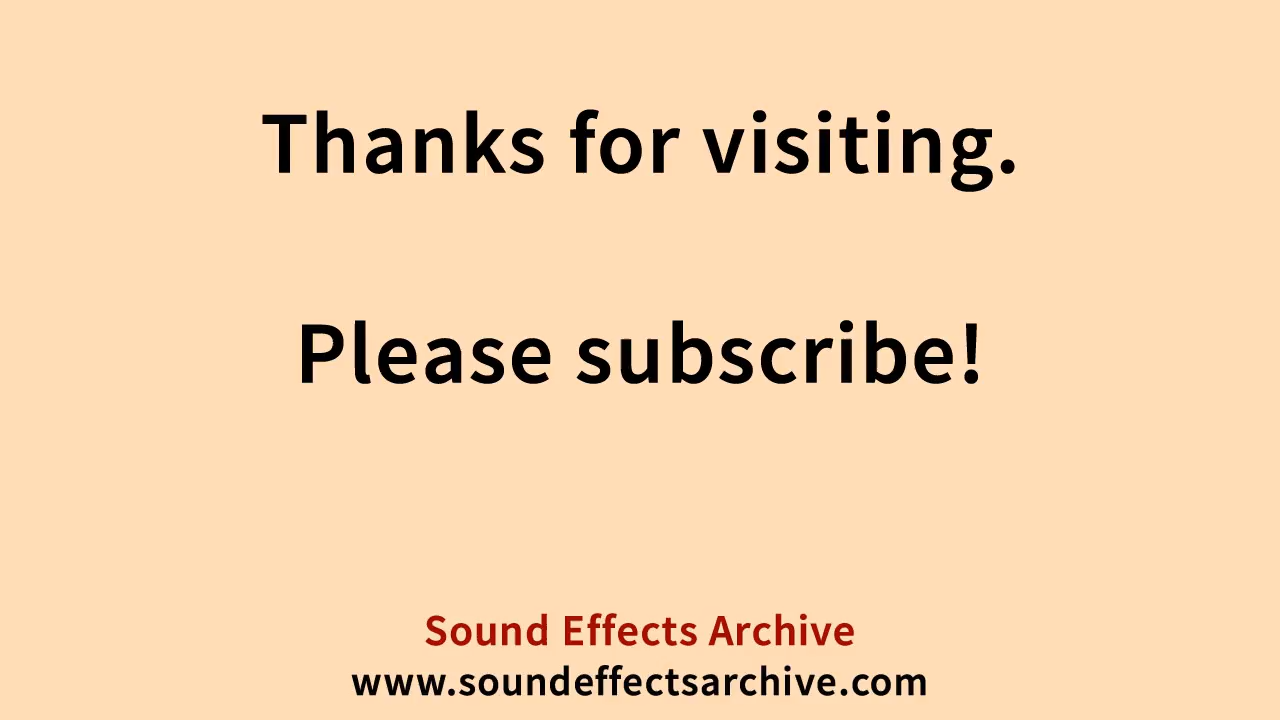 Thanks for visiting.
Please subscribe!
Sound Effects Archive
www.soundeffectsarchive.com